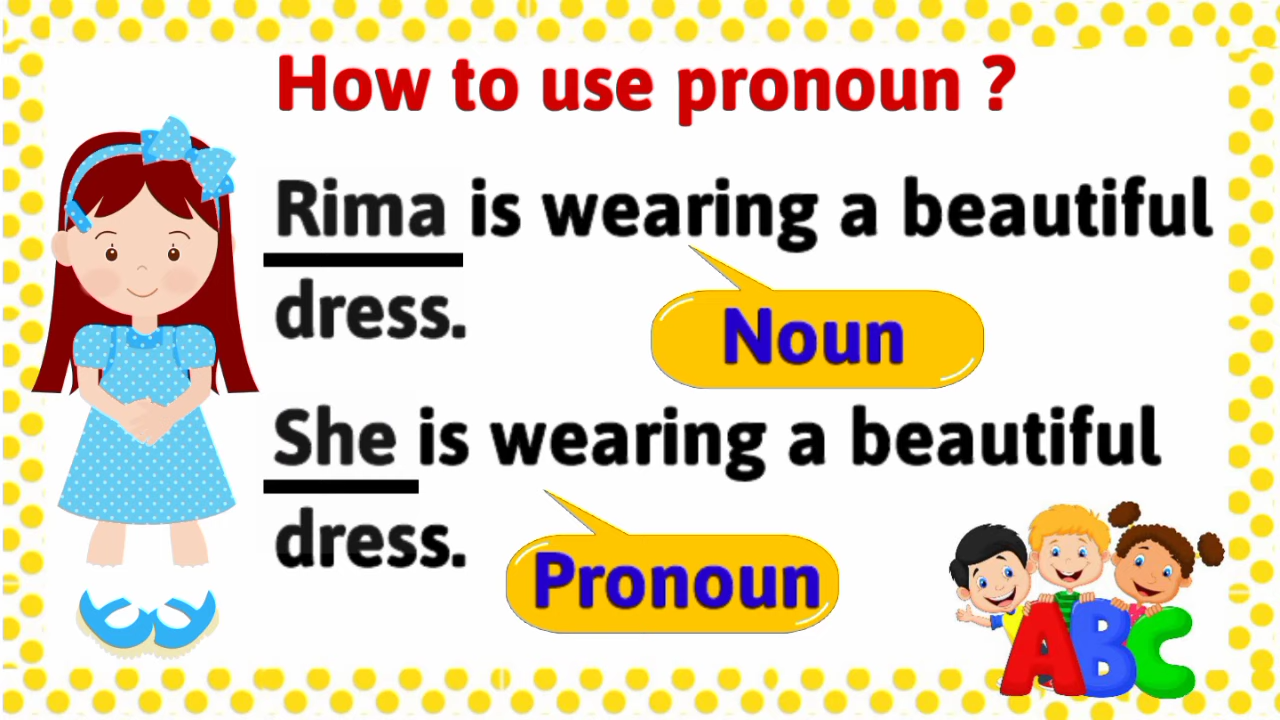 How to use pronoun ?
Rima is wearing a beautiful
dress.
Noun
She is wearing a beautiful
dress.
Pronoun
ABC